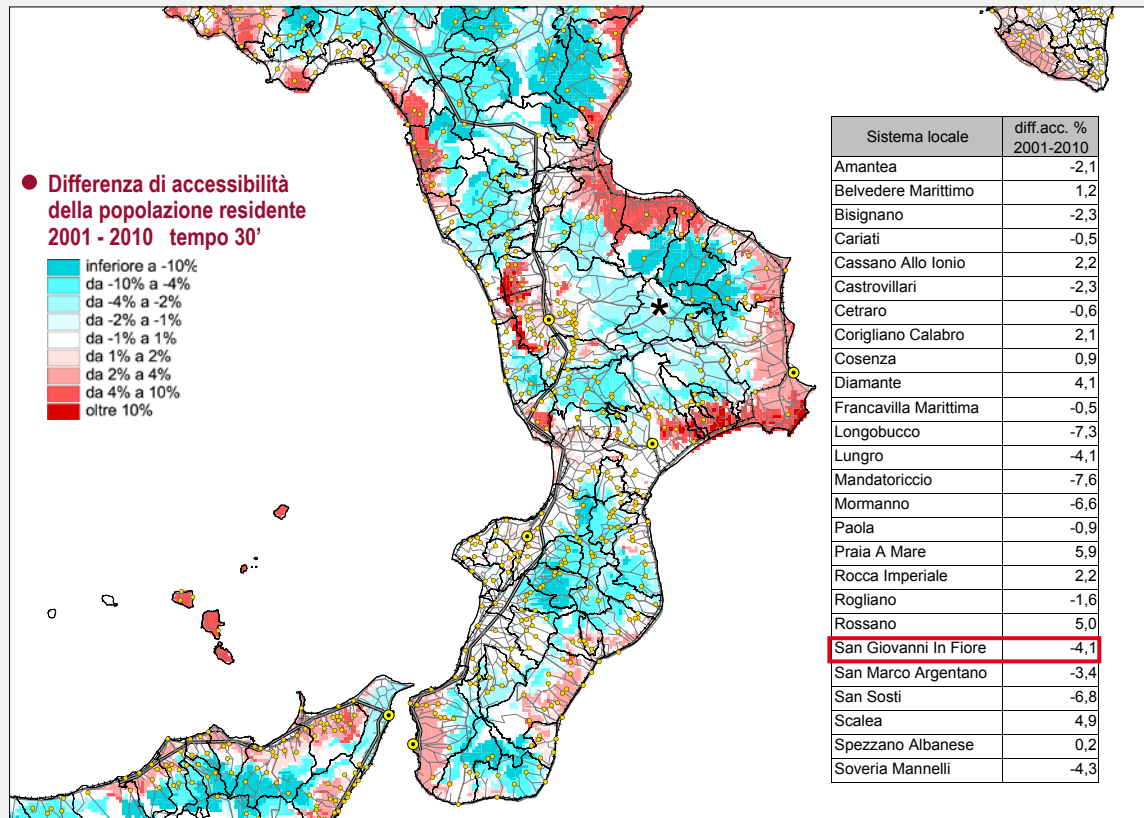 Differenza di accessibilità
della popolazione residente
2001 - 2010 tempo 30'
inferiore a -10%
da -10% a -4%
da -4% a -2%
da -2% a -1%
da -1% a 1%
da 1% a 2%
da 2% a 4%
da 4% a 10%
oltre 10%
*
Sistema locale diff.acc. % 2001-2010
Amantea -2,1
Belvedere Marittimo 1,2
Bisignano -2,3
Cariati -0,5
Cassano Allo Ionio 2,2
Castrovillari -2,3
Cetraro -0,6
Corigliano Calabro 2,1
Cosenza 0,9
Diamante 4,1
Francavilla Marittima -0,5
Longobucco -7,3
Lungro -4,1
Mandatoriccio -7,6
Mormanno -6,6
Paola -0,9
Praia A Mare 5,9
Rocca Imperiale 2,2
Rogliano -1,6
Rossano 5,0
San Giovanni In Fiore -4,1
San Marco Argentano -3,4
San Sosti -6,8
Scalea 4,9
Spezzano Albanese 0,2
Soveria Mannelli -4,3